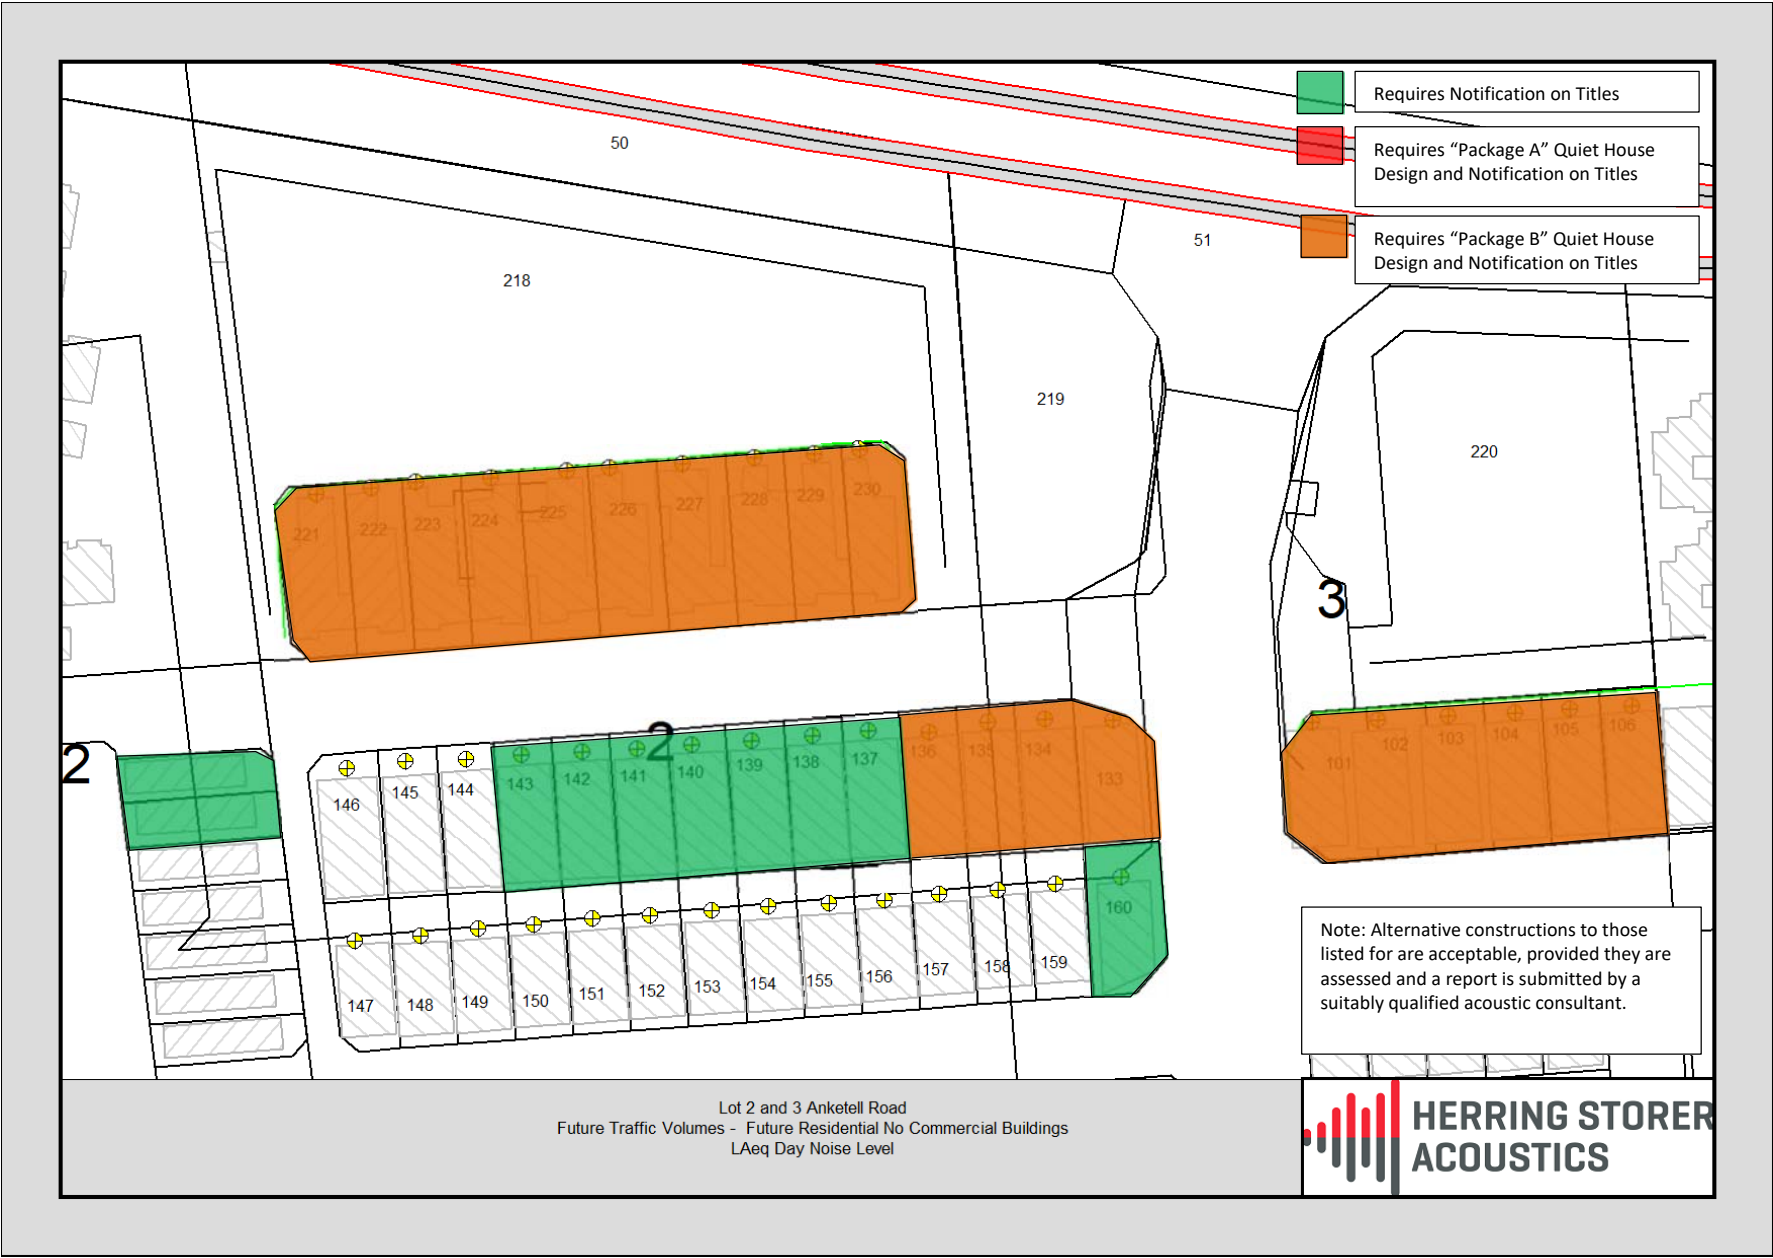 Requires Notification on Titles
Requires “Package A” Quiet House
Design and Notification on Titles
Requires “Package B” Quiet House
Design and Notification on Titles
50
51
218
219
220
221 222 223 224 225 226 227 228 229 230
3
2
2
146 145 144 143 142 141 140 139 138 137 136 135 134 133
101 102 103 104 105 106
160
147 148 149 150 151 152 153 154 155 156 157 158 159
Note: Alternative constructions to those
listed for are acceptable, provided they are
assessed and a report is submitted by a
suitably qualified acoustic consultant.
Lot 2 and 3 Anketell Road
Future Traffic Volumes - Future Residential No Commercial Buildings
LAeq Day Noise Level
HERRING STORER
ACOUSTICS